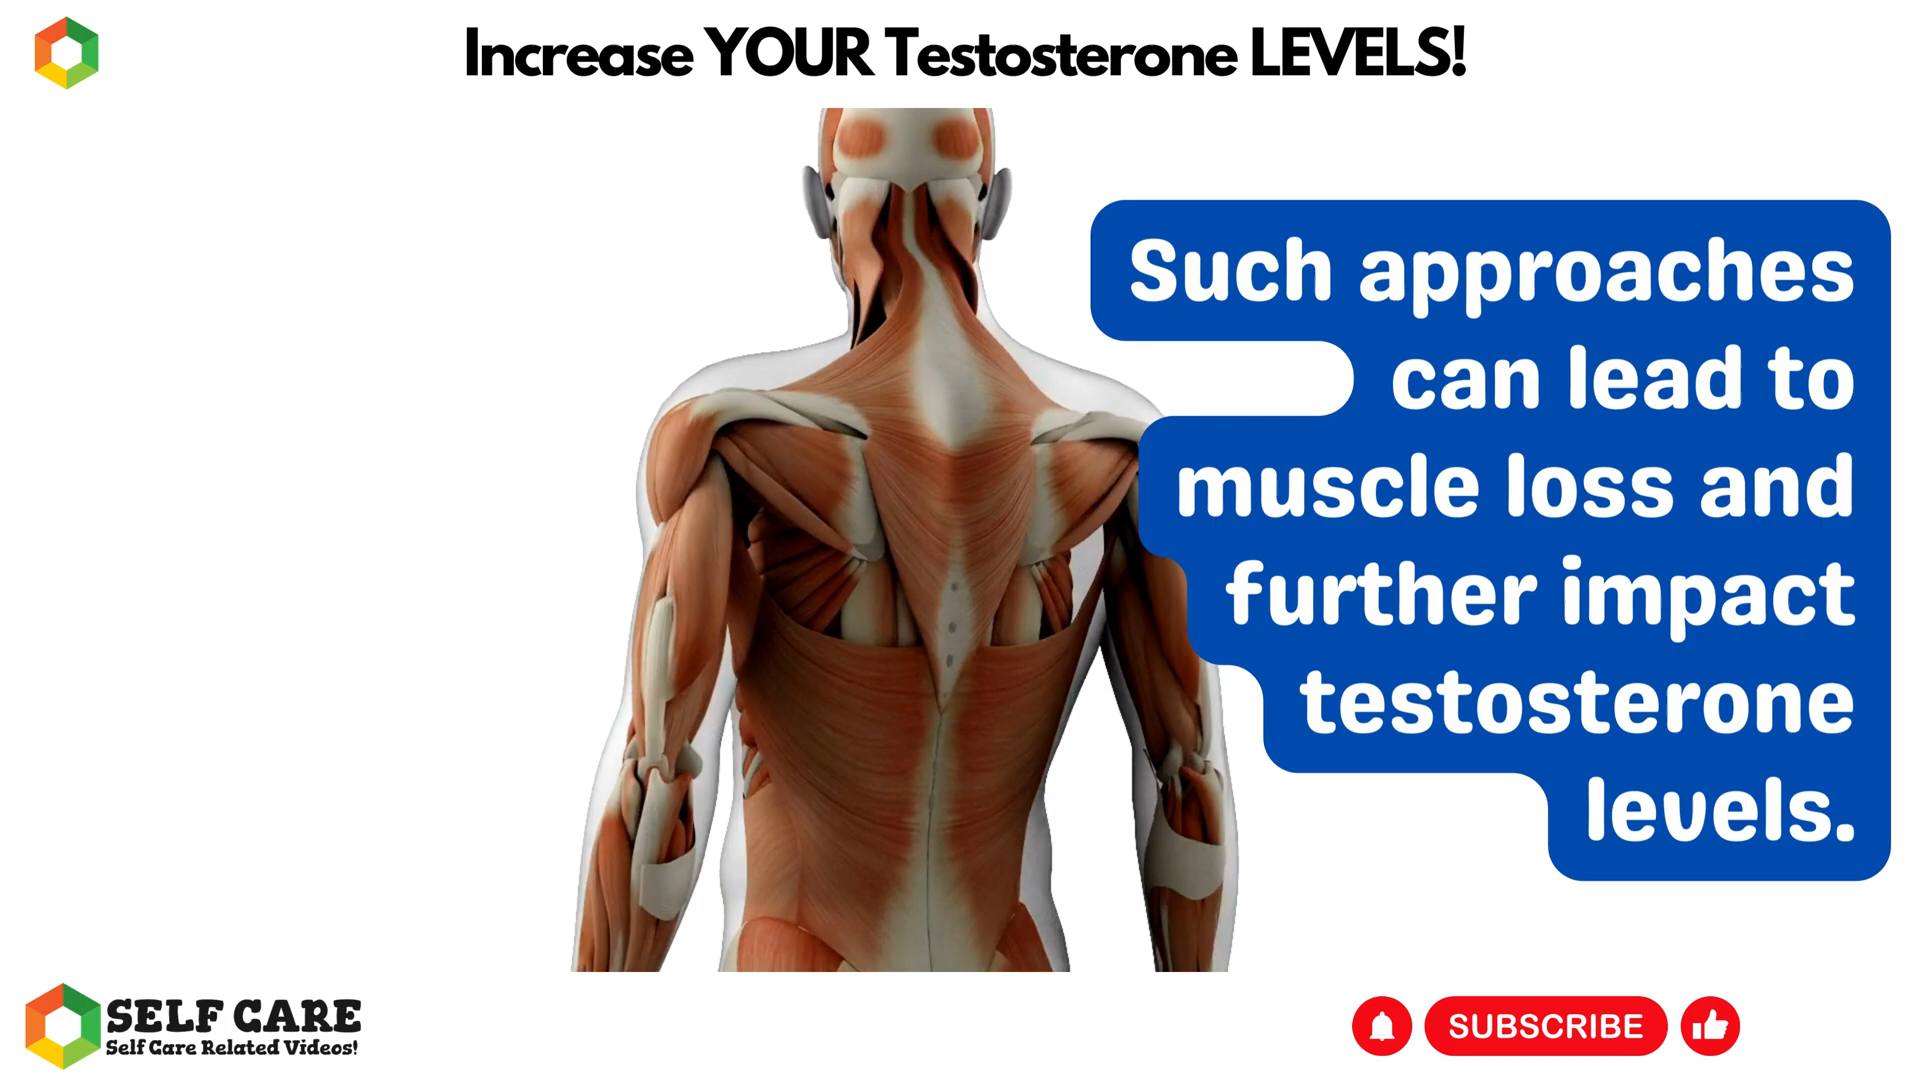 Increase YOUR Testosterone LEVELS!
Such approaches
can lead to
muscle loss and
further impact
testosterone
levels.
SELF CARE
Self Care Related Videos!
SUBSCRIBE